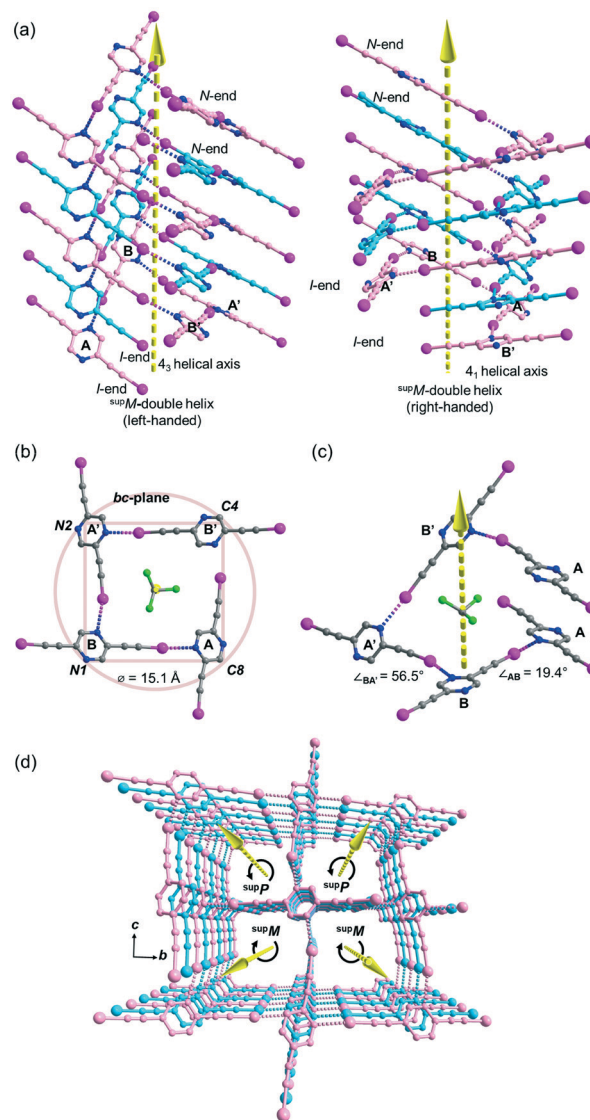 (a)
N-end
N-end
B
A'
B'
A
I-end
I-end
4₃ helical axis
supM-double helix
(left-handed)
N-end
N-end
B
A'
A
I-end
B'
I-end
4₁ helical axis
supM-double helix
(right-handed)
(b)
bc-plane
N2
C4
A'
B'
B
A
N1
C8
ø = 15.1 Å
(c)
B'
A
A'
A
B
∠BA' = 56.5°
∠AB = 19.4°
(d)
supP
supP
supM
supM
c
b